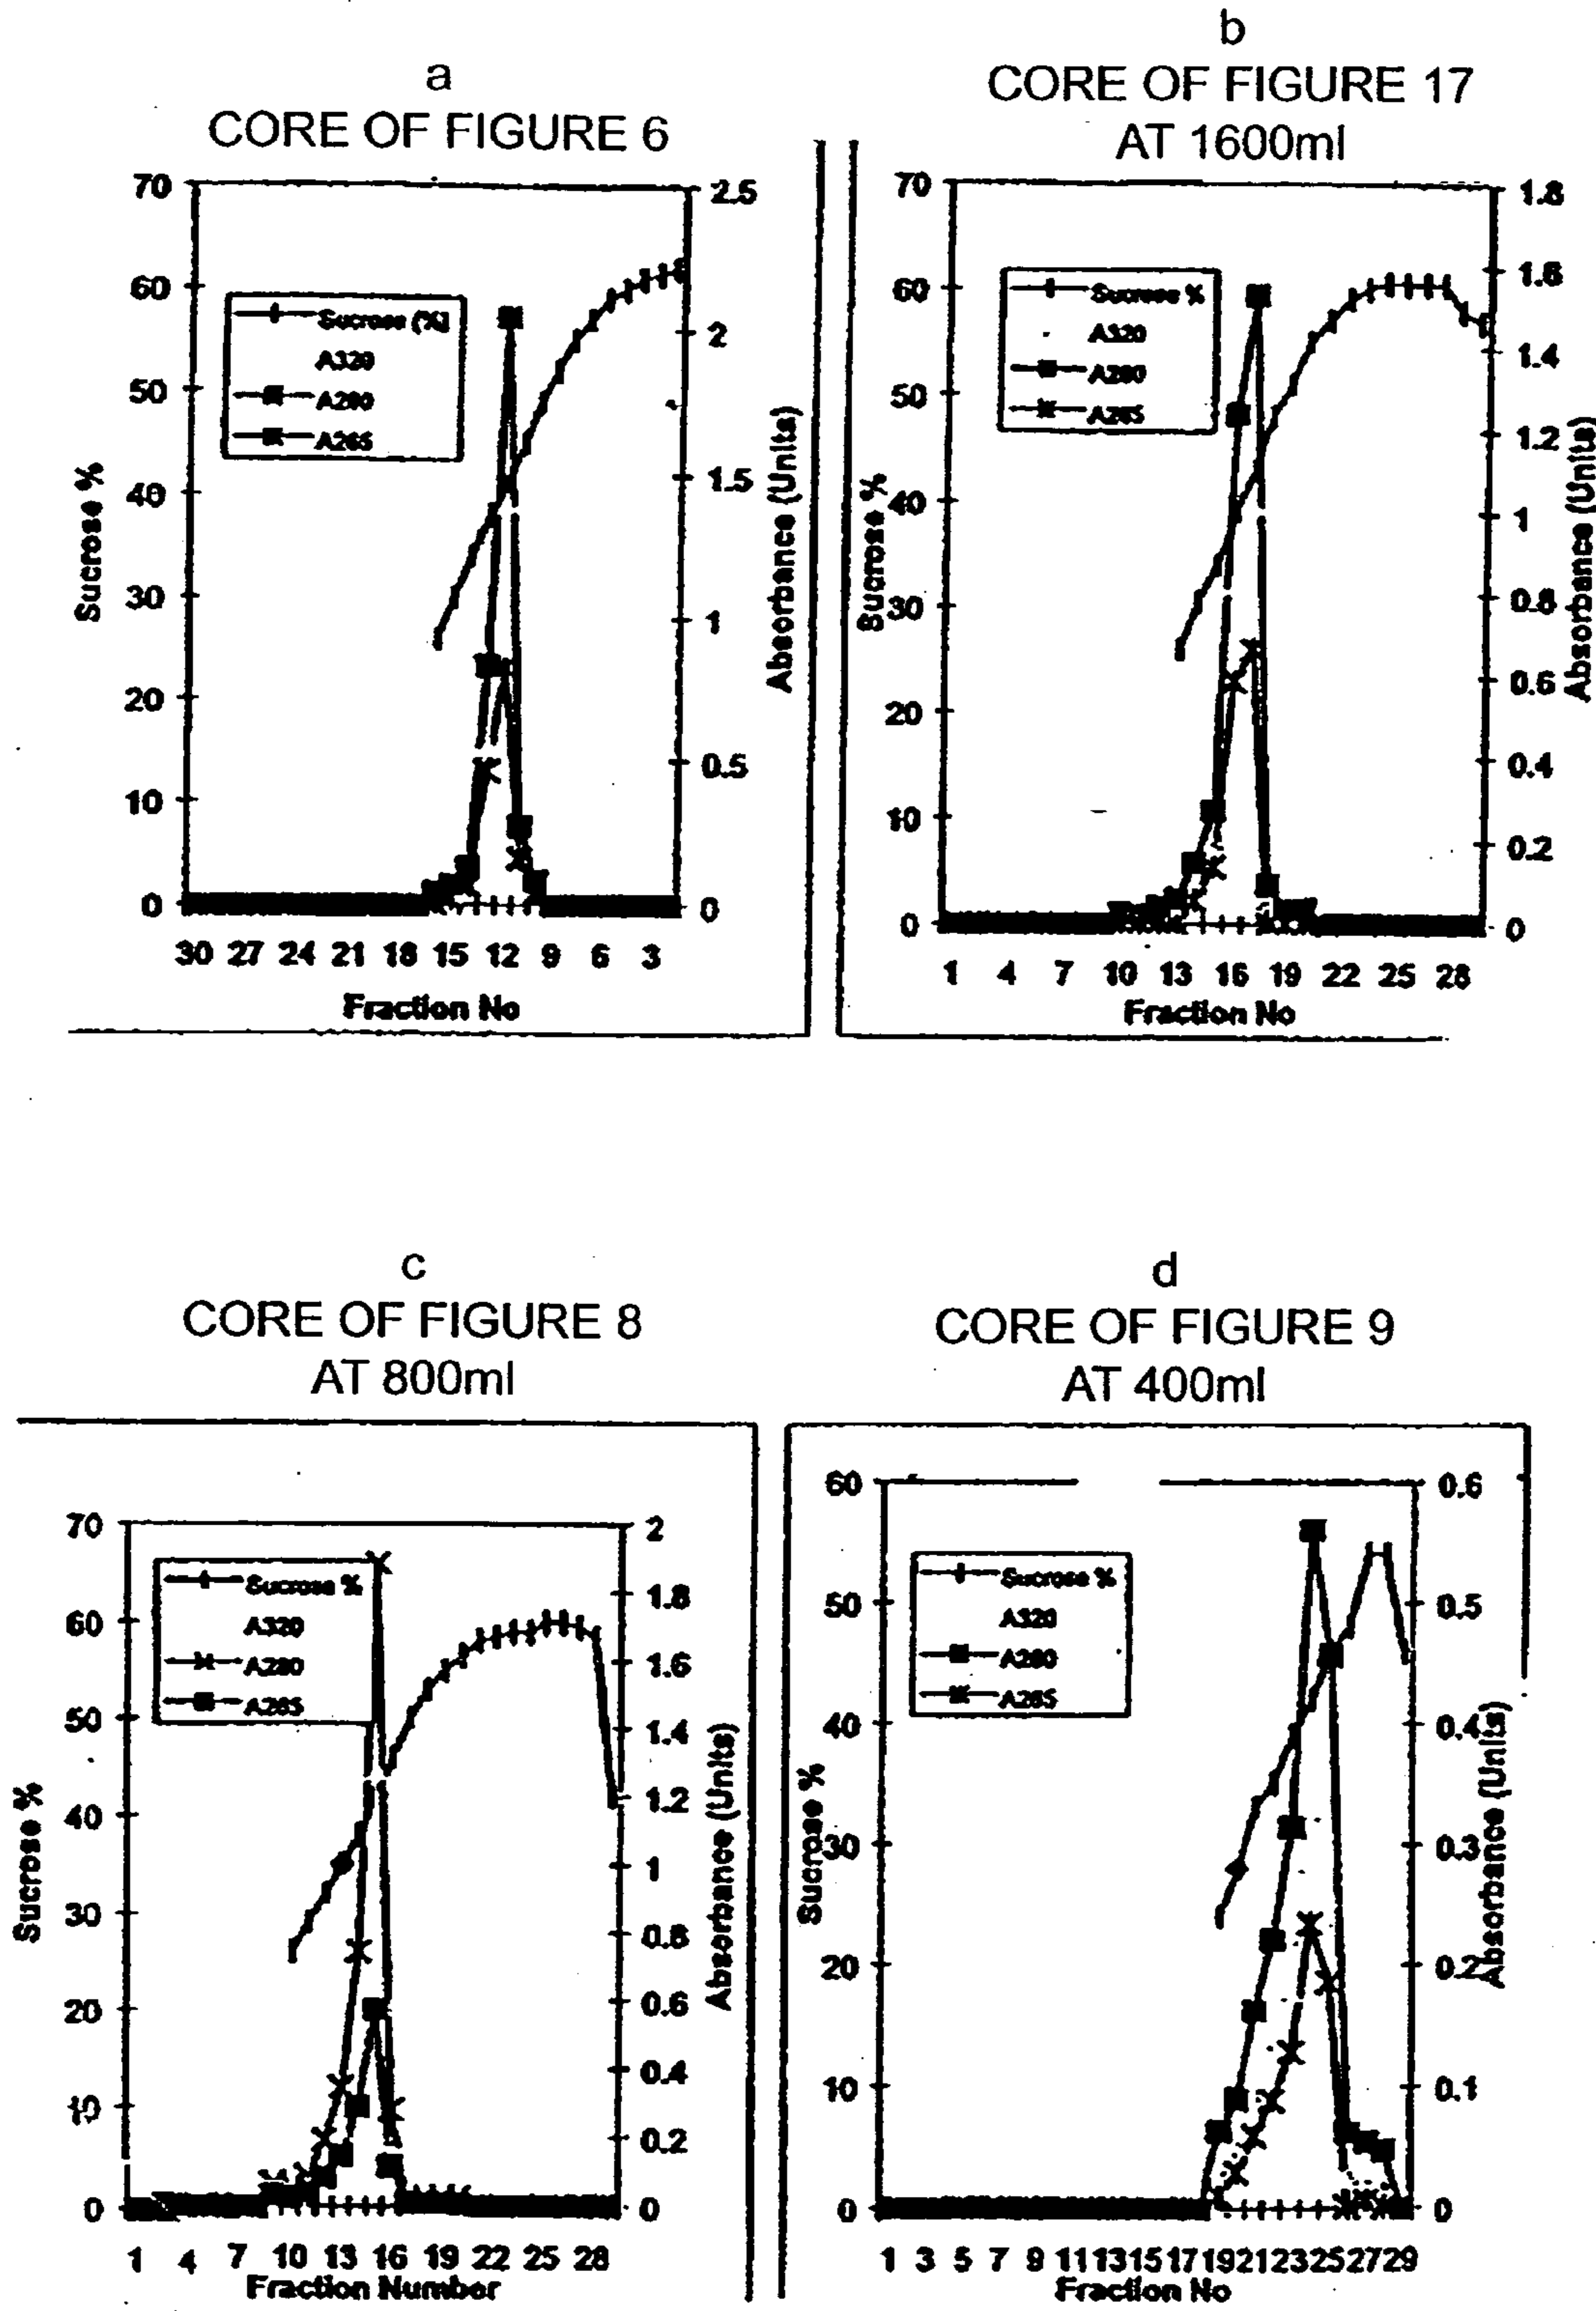 a
CORE OF FIGURE 6
70
60
50
40
30
20
10
0
2.5
2
1.5
1
0.5
0
Sucrose (%)
A320
A280
A265
Sucrose %
Absorbance (Units)
30 27 24 21 18 15 12 9 6 3
Fraction No
b
CORE OF FIGURE 17
AT 1600ml
70
60
50
40
30
20
10
0
1.8
1.6
1.4
1.2
1
0.8
0.6
0.4
0.2
0
Sucrose %
A320
A280
A265
Sucrose %
Absorbance (Units)
1 4 7 10 13 16 19 22 25 28
Fraction No
c
CORE OF FIGURE 8
AT 800ml
70
60
50
40
30
20
10
0
2
1.8
1.6
1.4
1.2
1
0.8
0.6
0.4
0.2
0
Sucrose %
A320
A280
A265
Sucrose %
Absorbance (Units)
1 4 7 10 13 16 19 22 25 28
Fraction Number
d
CORE OF FIGURE 9
AT 400ml
60
50
40
30
20
10
0
0.6
0.5
0.4
0.3
0.2
0.1
0
Sucrose %
A320
A280
A265
Sucrose %
Absorbance (Units)
1 3 5 7 9 11 13 15 17 19 21 23 25 27 29
Fraction No